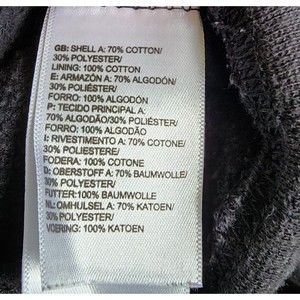 GB: SHELL A: 70% COTTON/
30% POLYESTER/
LINING: 100% COTTON
E: ARMAZÓN A: 70% ALGODÓN/
30% POLIÉSTER/
FORRO: 100% ALGODÓN
P: TECIDO PRINCIPAL A:
70% ALGODÃO/30% POLIÉSTER/
FORRO: 100% ALGODÃO
I: RIVESTIMENTO A: 70% COTONE/
30% POLIESTERE/
FODERA: 100% COTONE
D: OBERSTOFF A: 70% BAUMWOLLE/
30% POLYESTER/
FUTTER:100% BAUMWOLLE
NL: OMHULSEL A: 70% KATOEN/
30% POLYESTER/
VOERING: 100% KATOEN